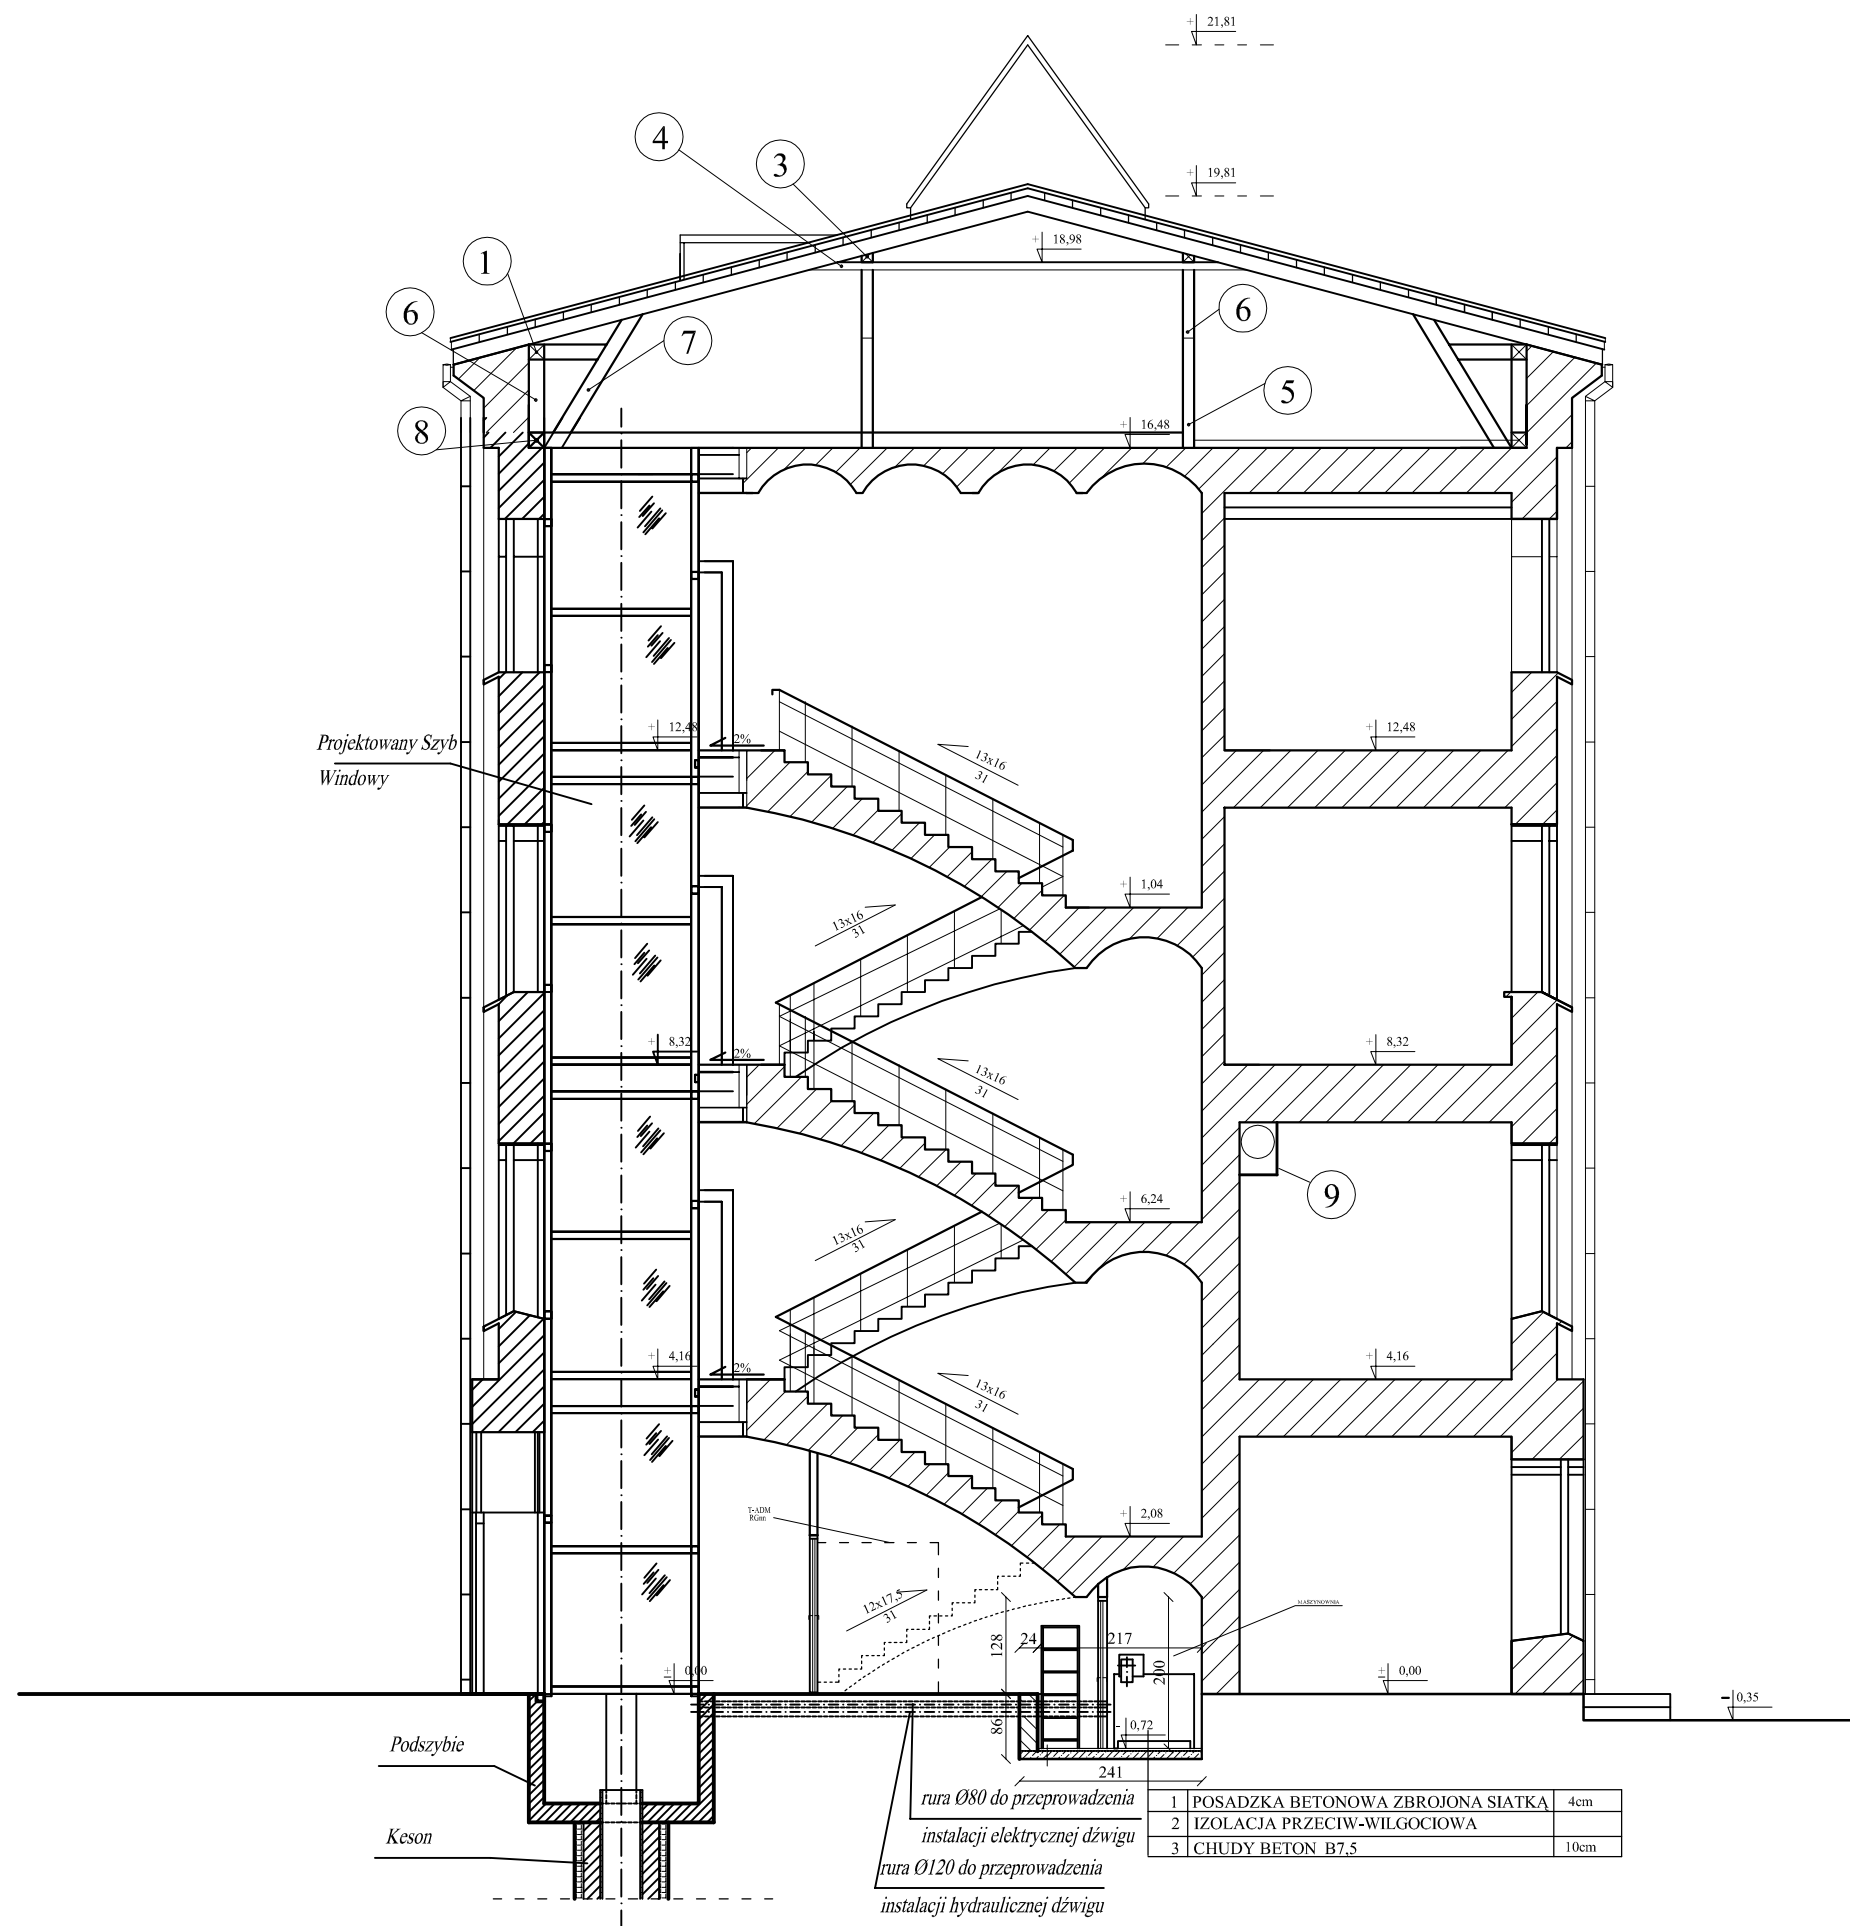 + 21,81
+ 19,81
4
3
+ 18,98
1
6
6
7
5
8
+ 16,48
Projektowany Szyb
Windowy
+ 12,48
2%
13x16
31
+ 12,48
+ 1,04
13x16
31
+ 8,32
2%
13x16
31
+ 8,32
9
+ 6,24
13x16
31
+ 4,16
2%
13x16
31
+ 4,16
T-ADM
RGnn
+ 2,08
12x17,5
31
MASZYNOWNIA
128
24
217
200
± 0,00
± 0,00
86
- 0,72
- 0,35
Podszybie
241
rura Ø80 do przeprowadzenia
instalacji elektrycznej dźwigu
rura Ø120 do przeprowadzenia
instalacji hydraulicznej dźwigu
Keson
1 POSADZKA BETONOWA ZBROJONA SIATKĄ 4cm
2 IZOLACJA PRZECIW-WILGOCIOWA
3 CHUDY BETON B7,5 10cm